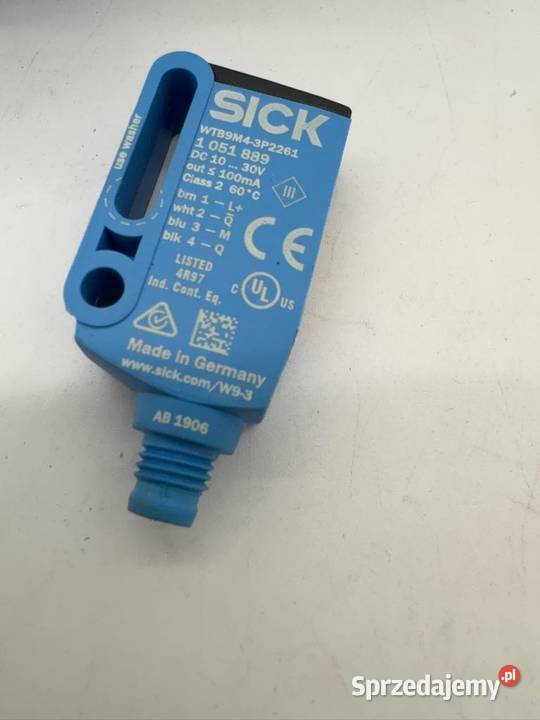 use washer
SICK
WTB9M4-3P2261
1 051 889
DC 10 ... 30V
out ≤ 100mA
Class 2 60°C
brn 1 – L+
wht 2 – Q̅
blu 3 – M
blk 4 – Q
III
CE
LISTED
4R97
Ind. Cont. Eq.
C UL US
Made in Germany
www.sick.com/W9-3
AB 1906
Sprzedajemy.pl